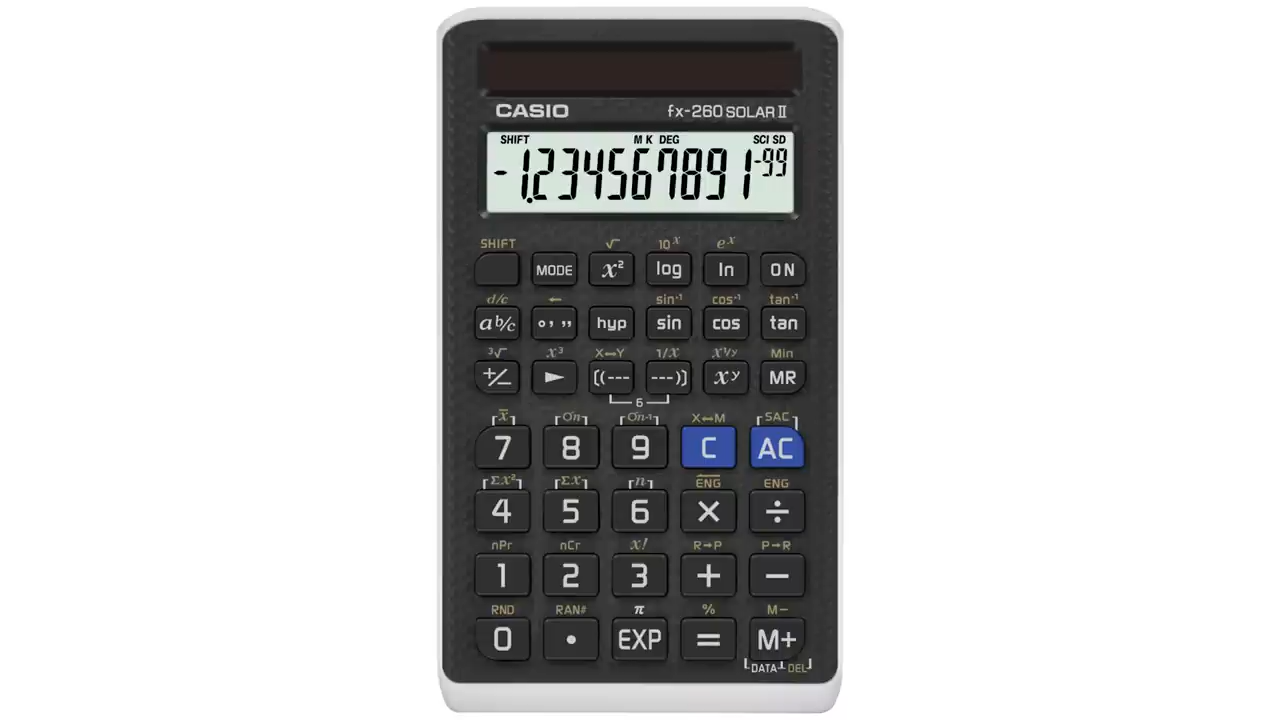 CASIO fx-260 SOLAR II
SHIFT M K DEG SCI SD
-1.234567891-99
SHIFT √ 10ˣ eˣ
MODE x² log ln ON
d/c ← sin⁻¹ cos⁻¹ tan⁻¹
a b/c ° ’ ” hyp sin cos tan
³√ x³ X↔Y 1/x x¹/ʸ Min
+/− ► [(--- ---)] xʸ MR
6
x̄ σn σn-1 X↔M SAC
7 8 9 C AC
Σx² Σx n ←ENG ENG
4 5 6 × ÷
nPr nCr x! R→P P→R
1 2 3 + −
RND RAN# π % M−
0 • EXP = M+
DATA DEL